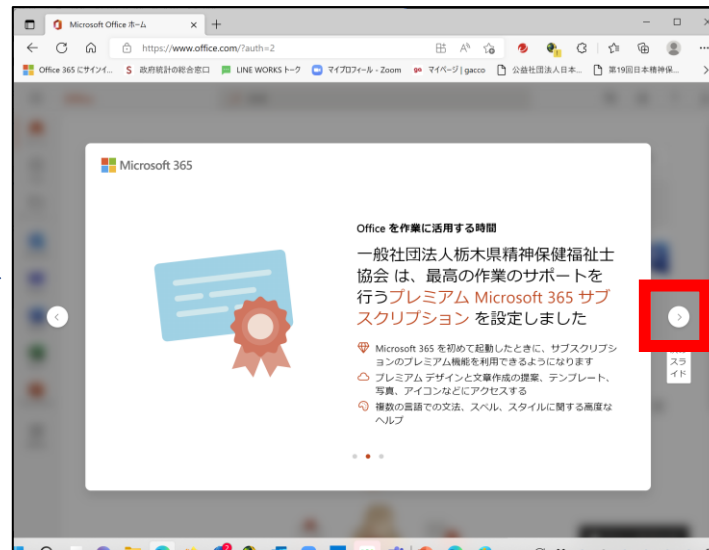 Microsoft Office ホーム
https://www.office.com/?auth=2
Office 365 にサインイ...
政府統計の総合窓口
LINE WORKS トーク
マイプロフィール - Zoom
マイページ | gacco
公益社団法人日本...
第19回日本精神保...
Microsoft 365
Office を作業に活用する時間
一般社団法人栃木県精神保健福祉士
協会 は、最高の作業のサポートを
行うプレミアム Microsoft 365 サブ
スクリプション を設定しました
Microsoft 365 を初めて起動したときに、サブスクリプシ
ョンのプレミアム機能を利用できるようになります
プレミアム デザインと文章作成の提案、テンプレート、
写真、アイコンなどにアクセスする
複数の言語での文法、スペル、スタイルに関する高度な
ヘルプ
スラ
イド